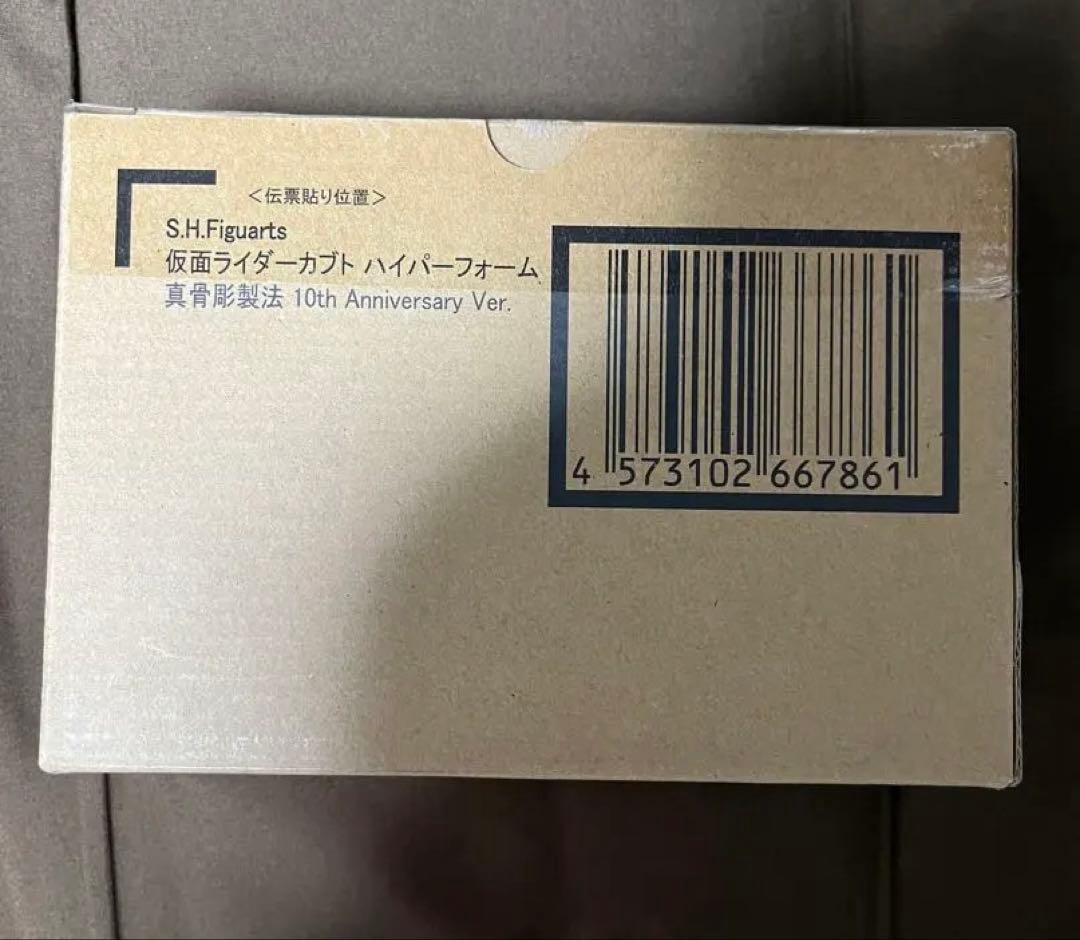 ＜伝票貼り位置＞
S.H.Figuarts
仮面ライダーカブト ハイパーフォーム
真骨彫製法 10th Anniversary Ver.
4 573102 667861